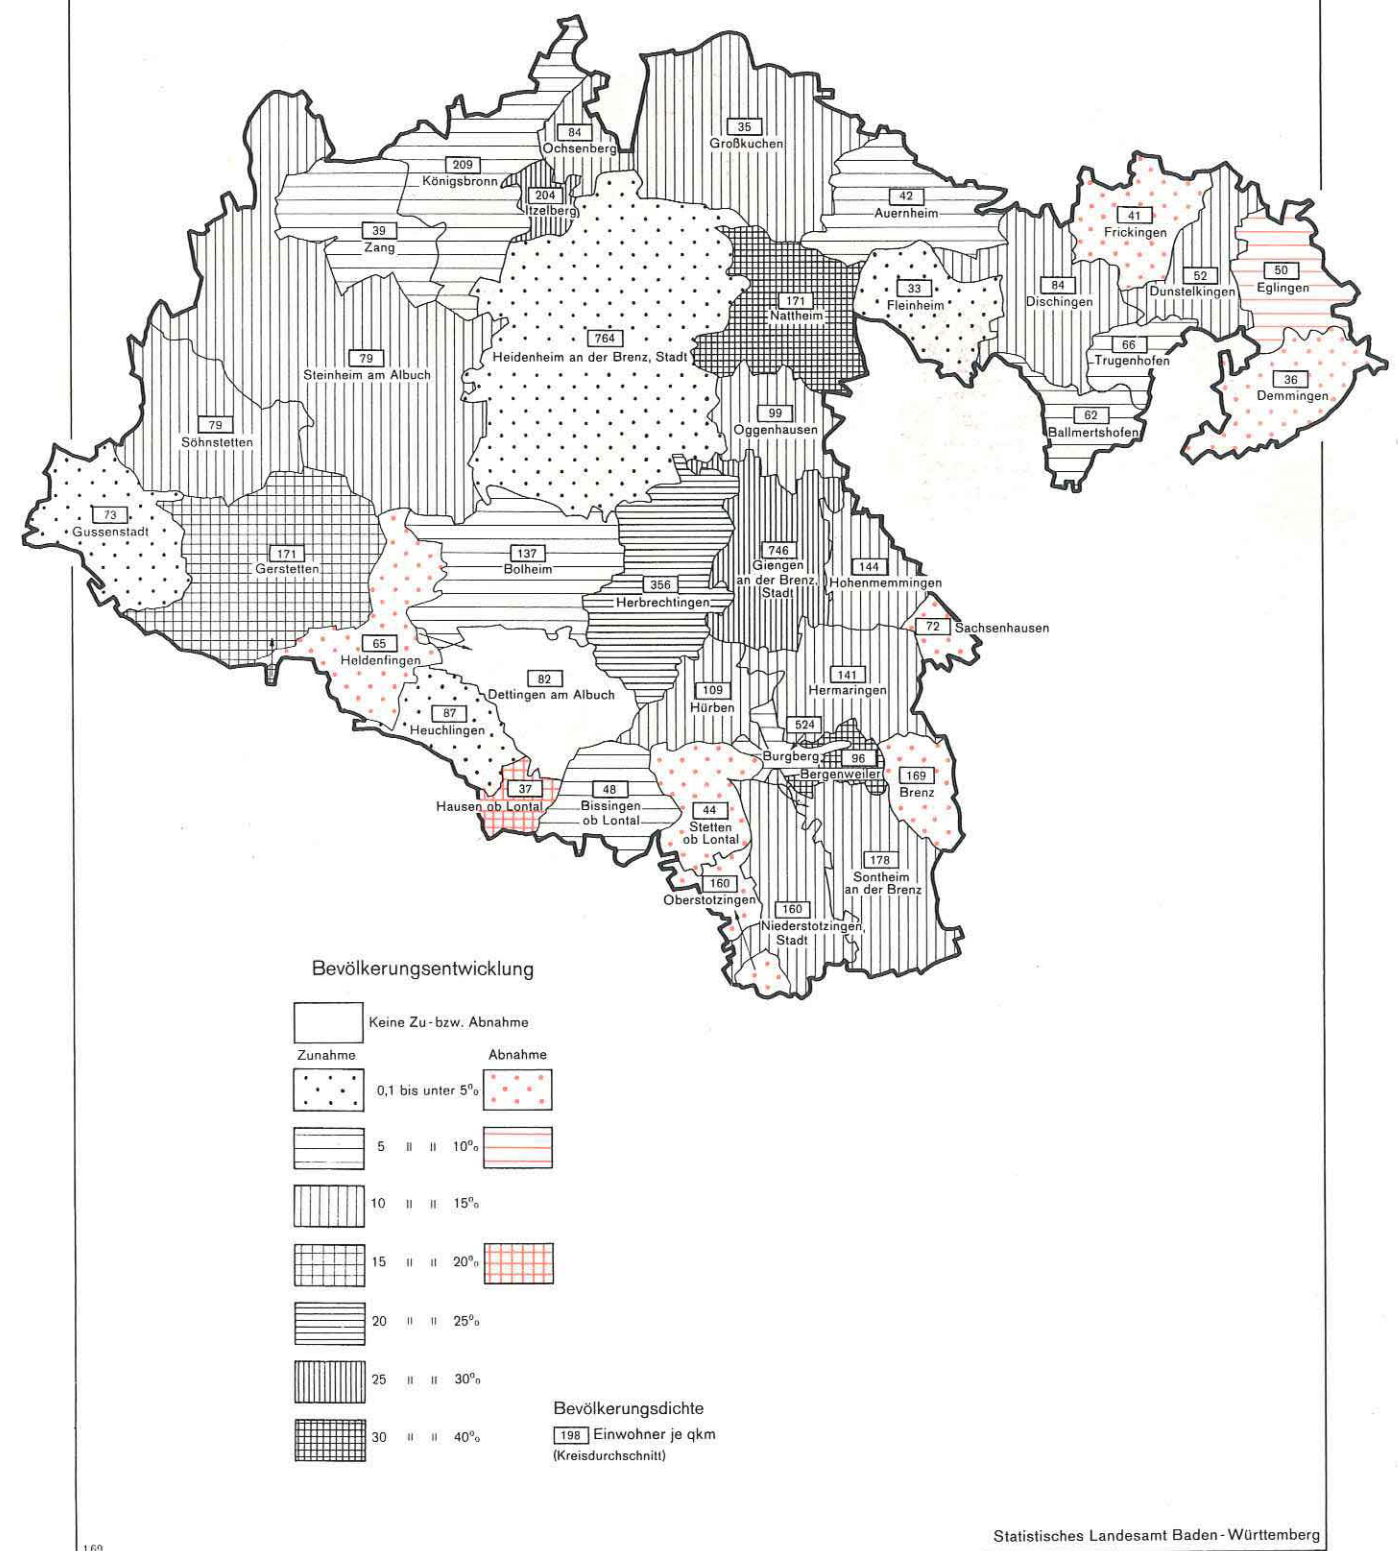 84
Ochsenberg
35
Großkuchen
209
Königsbronn
204
Itzelberg
42
Auernheim
41
Frickingen
39
Zang
52
Dunstelkingen
50
Eglingen
84
Dischingen
33
Fleinheim
171
Nattheim
764
Heidenheim an der Brenz, Stadt
79
Steinheim am Albuch
66
Trugenhofen
36
Demmingen
62
Ballmertshofen
99
Oggenhausen
79
Söhnstetten
73
Gussenstadt
171
Gerstetten
137
Bolheim
356
Herbrechtingen
746
Giengen
an der Brenz,
Stadt
144
Hohenmemmingen
72 Sachsenhausen
65
Heldenfingen
82
Dettingen am Albuch
109
Hürben
141
Hermaringen
87
Heuchlingen
524
Burgberg
96
Bergenweiler
169
Brenz
37
Hausen ob Lontal
48
Bissingen
ob Lontal
44
Stetten
ob Lontal
178
Sontheim
an der Brenz
160
Oberstotzingen
160
Niederstotzingen,
Stadt
Bevölkerungsentwicklung
Keine Zu- bzw. Abnahme
Zunahme Abnahme
0,1 bis unter 5%
5 " " 10%
10 " " 15%
15 " " 20%
20 " " 25%
25 " " 30%
30 " " 40%
Bevölkerungsdichte
198 Einwohner je qkm
(Kreisdurchschnitt)
Statistisches Landesamt Baden-Württemberg
169